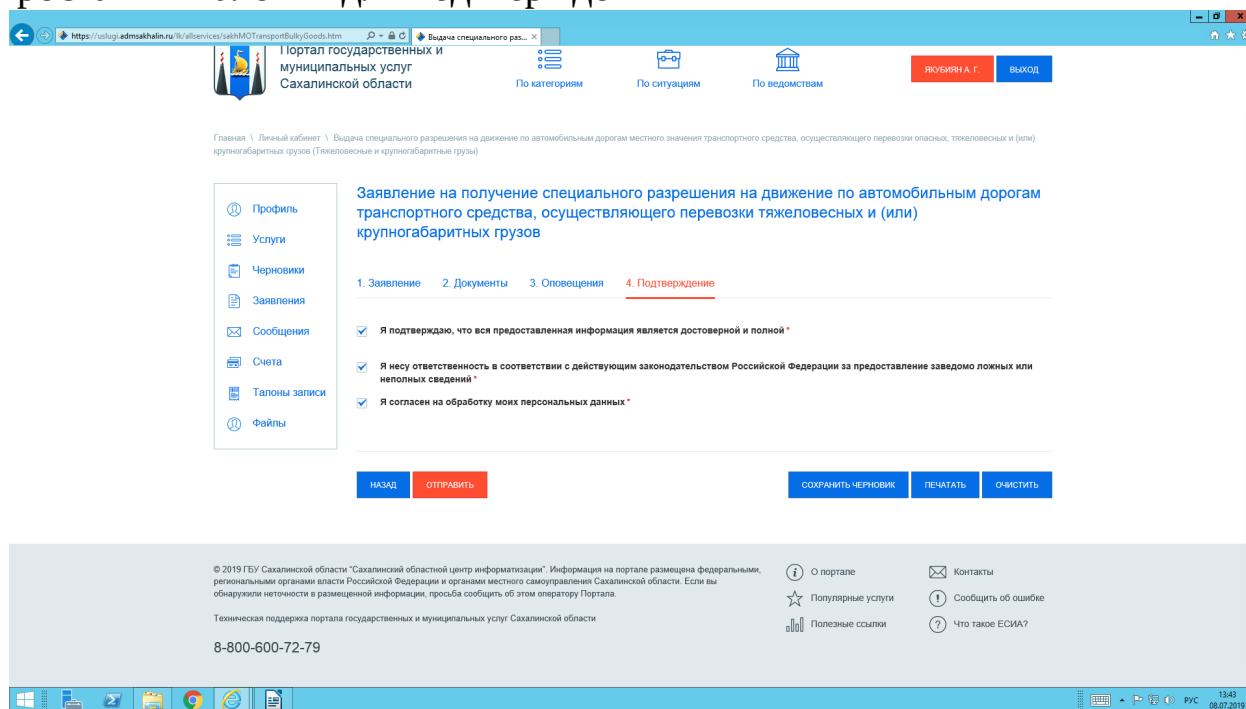 https://uslugi.admsakhalin.ru/lk/allservices/sakhMOTransportBulkyGoods.htm
Выдача специального раз... ×
Портал государственных и
муниципальных услуг
Сахалинской области
По категориям
По ситуациям
По ведомствам
ЯКУБИЯН А. Г.
ВЫХОД
Главная \ Личный кабинет \ Выдача специального разрешения на движение по автомобильным дорогам местного значения транспортного средства, осуществляющего перевозки опасных, тяжеловесных и (или)
крупногабаритных грузов (Тяжеловесные и крупногабаритные грузы)
Профиль
Услуги
Черновики
Заявления
Сообщения
Счета
Талоны записи
Файлы
Заявление на получение специального разрешения на движение по автомобильным дорогам
транспортного средства, осуществляющего перевозки тяжеловесных и (или)
крупногабаритных грузов
1. Заявление 2. Документы 3. Оповещения 4. Подтверждение
Я подтверждаю, что вся предоставленная информация является достоверной и полной *
Я несу ответственность в соответствии с действующим законодательством Российской Федерации за предоставление заведомо ложных или
неполных сведений *
Я согласен на обработку моих персональных данных *
НАЗАД
ОТПРАВИТЬ
СОХРАНИТЬ ЧЕРНОВИК
ПЕЧАТАТЬ
ОЧИСТИТЬ
© 2019 ГБУ Сахалинской области "Сахалинский областной центр информатизации". Информация на портале размещена федеральными,
региональными органами власти Российской Федерации и органами местного самоуправления Сахалинской области. Если вы
обнаружили неточности в размещенной информации, просьба сообщить об этом оператору Портала.
Техническая поддержка портала государственных и муниципальных услуг Сахалинской области
8-800-600-72-79
О портале
Контакты
Популярные услуги
Сообщить об ошибке
Полезные ссылки
Что такое ЕСИА?
РУС
13:43
08.07.2019